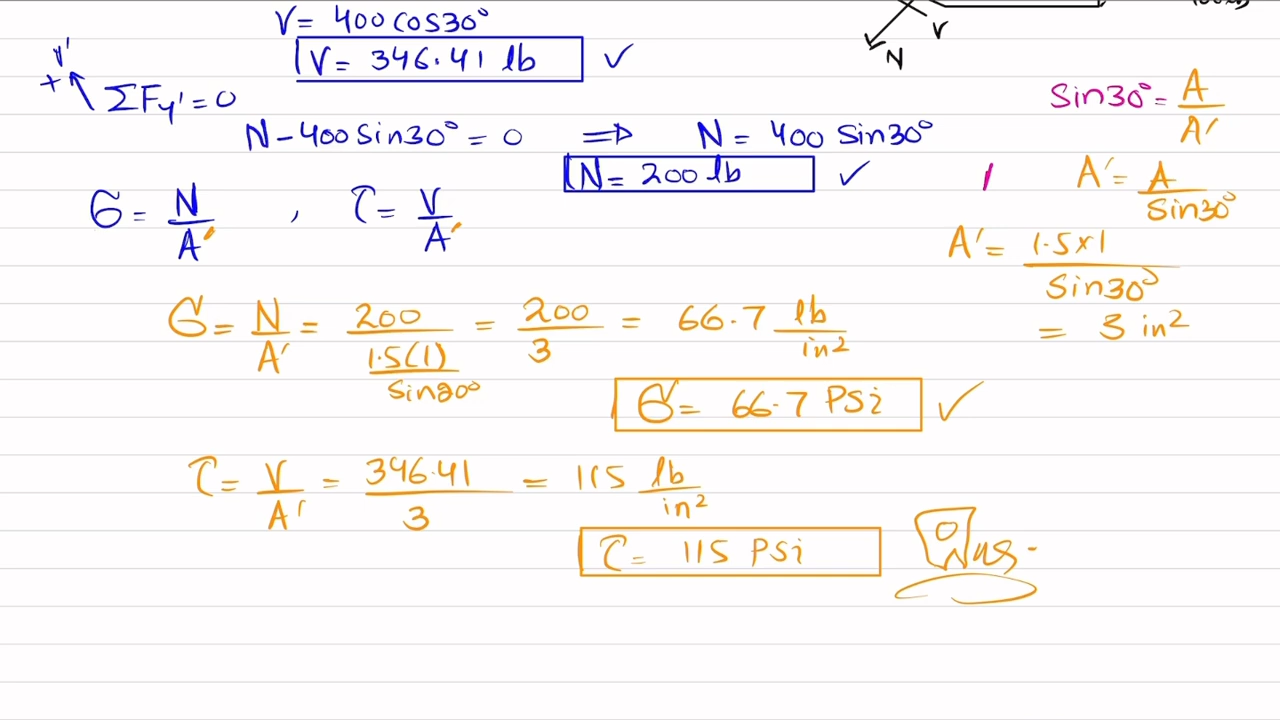 V = 400 cos30°
V = 346.41 lb ✓
N
V
y'
+
ΣFy' = 0
N - 400 Sin30° = 0 ⇒ N = 400 Sin30°
N = 200 lb ✓
Sin30° = A/A'
A' = A/Sin30°
A' = 1.5×1/Sin30°
= 3 in²
σ = N/A' , τ = V/A'
σ = N/A' = 200/(1.5(1)/Sin30°) = 200/3 = 66.7 lb/in²
σ = 66.7 PSi ✓
τ = V/A' = 346.41/3 = 115 lb/in²
τ = 115 PSi
Ans.